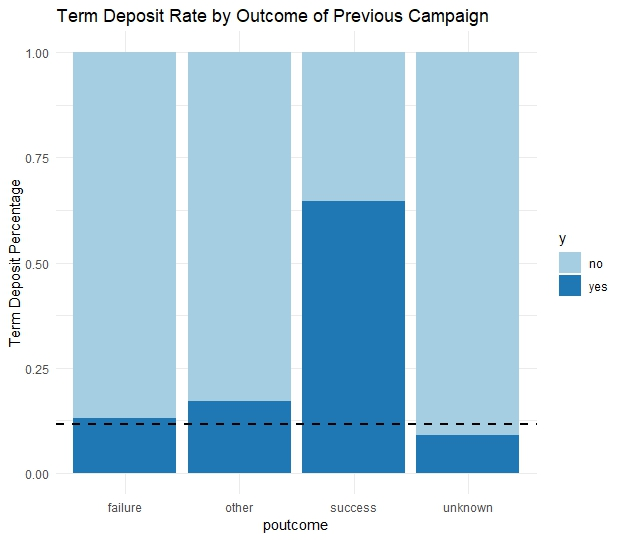 Term Deposit Rate by Outcome of Previous Campaign
1.00
0.75
0.50
0.25
0.00
Term Deposit Percentage
failure
other
success
unknown
poutcome
y
no
yes